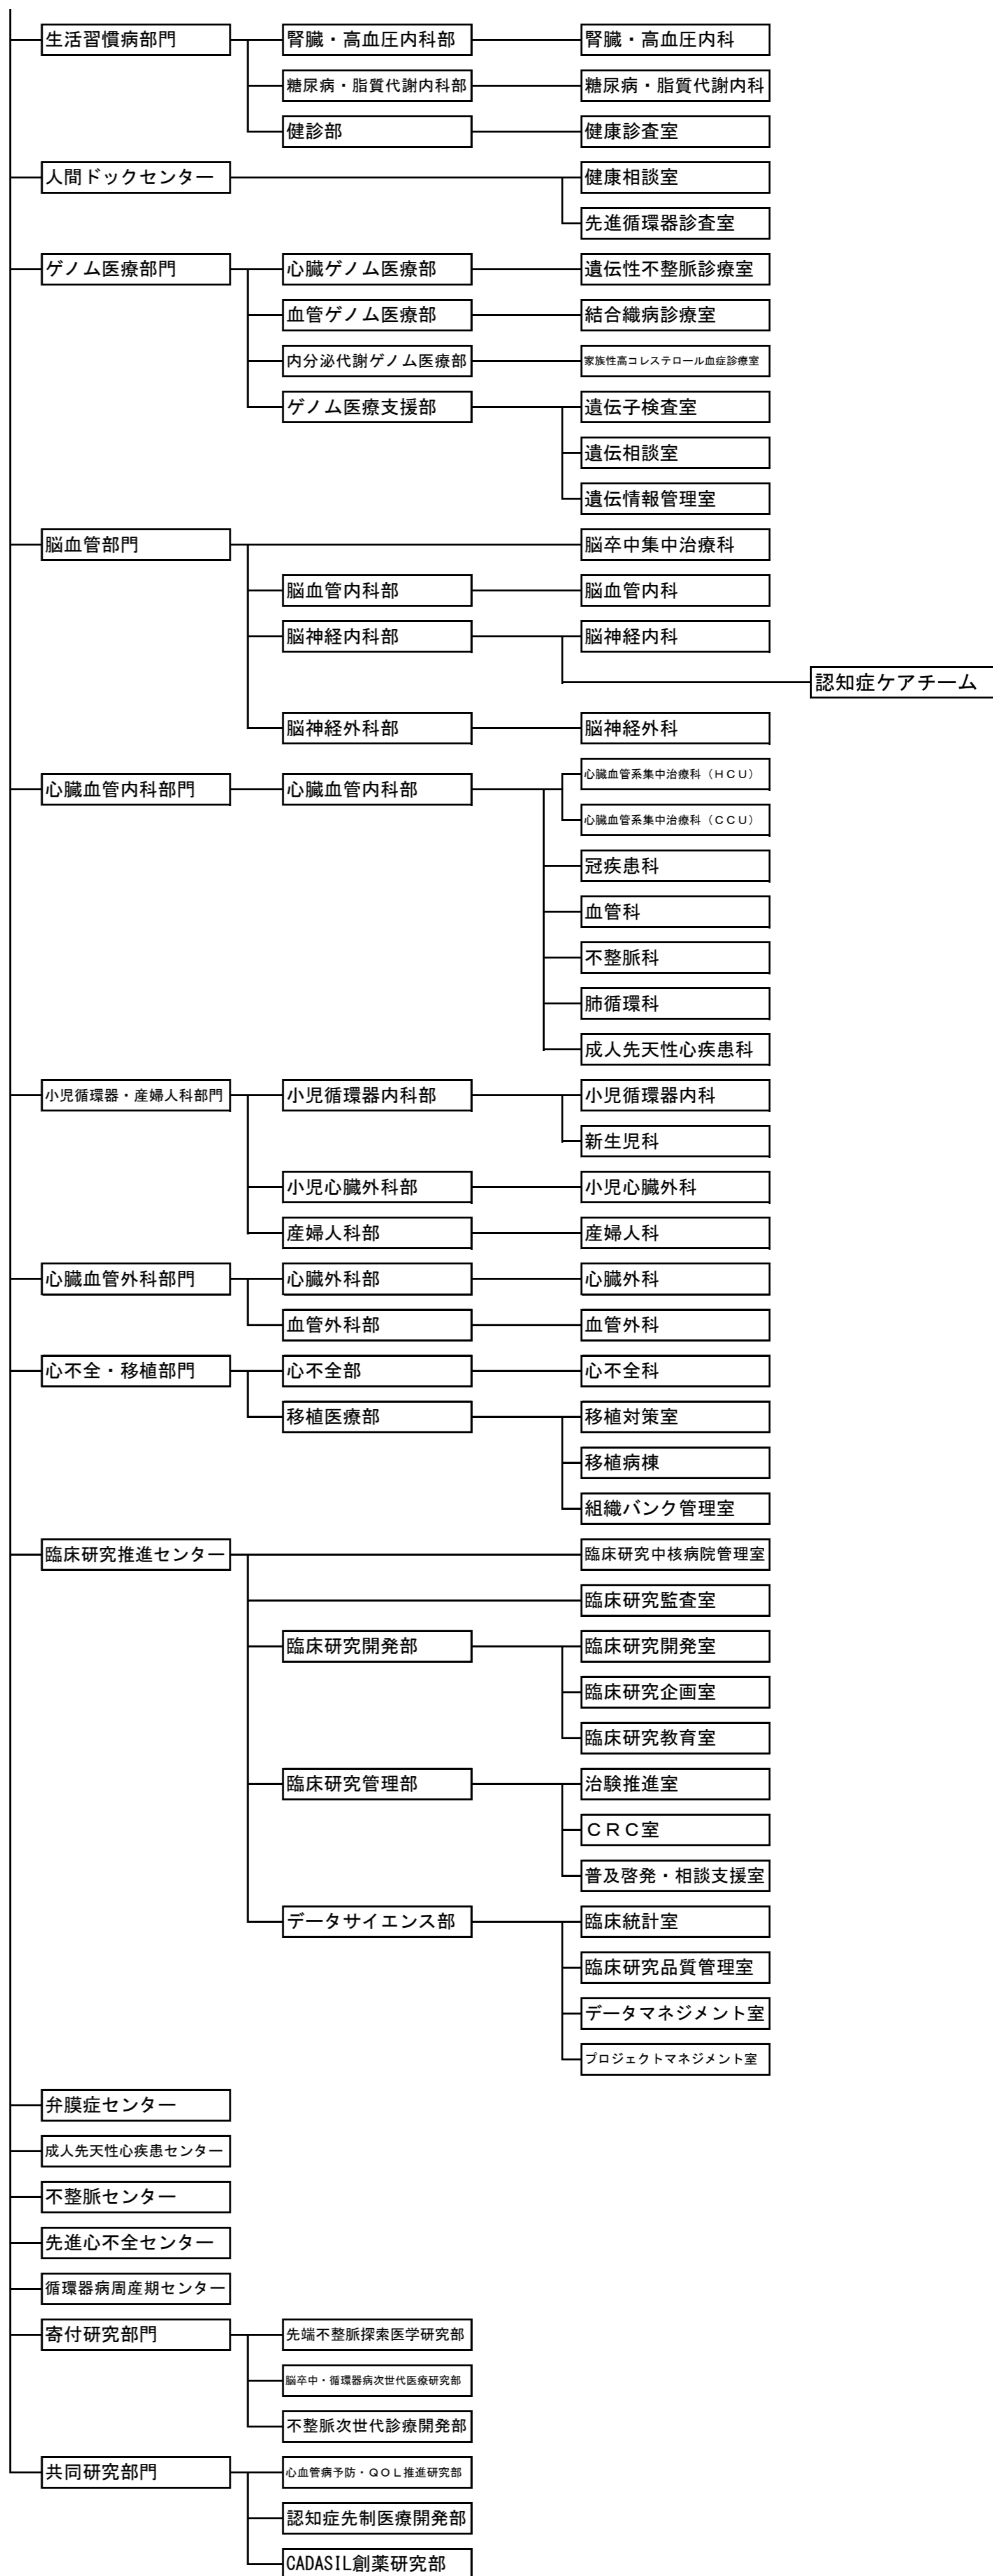 生活習慣病部門 腎臓・高血圧内科部 腎臓・高血圧内科
糖尿病・脂質代謝内科部 糖尿病・脂質代謝内科
健診部 健康診査室
人間ドックセンター 健康相談室
先進循環器診査室
ゲノム医療部門 心臓ゲノム医療部 遺伝性不整脈診療室
血管ゲノム医療部 結合織病診療室
内分泌代謝ゲノム医療部 家族性高コレステロール血症診療室
ゲノム医療支援部 遺伝子検査室
遺伝相談室
遺伝情報管理室
脳血管部門 脳卒中集中治療科
脳血管内科部 脳血管内科
脳神経内科部 脳神経内科
認知症ケアチーム
脳神経外科部 脳神経外科
心臓血管系集中治療科（ＨＣＵ）
心臓血管内科部門 心臓血管内科部
心臓血管系集中治療科（ＣＣＵ）
冠疾患科
血管科
不整脈科
肺循環科
成人先天性心疾患科
小児循環器・産婦人科部門 小児循環器内科部 小児循環器内科
新生児科
小児心臓外科部 小児心臓外科
産婦人科部 産婦人科
心臓血管外科部門 心臓外科部 心臓外科
血管外科部 血管外科
心不全・移植部門 心不全部 心不全科
移植医療部 移植対策室
移植病棟
組織バンク管理室
臨床研究推進センター 臨床研究中核病院管理室
臨床研究監査室
臨床研究開発部 臨床研究開発室
臨床研究企画室
臨床研究教育室
臨床研究管理部 治験推進室
ＣＲＣ室
普及啓発・相談支援室
データサイエンス部 臨床統計室
臨床研究品質管理室
データマネジメント室
プロジェクトマネジメント室
弁膜症センター
成人先天性心疾患センター
不整脈センター
先進心不全センター
循環器病周産期センター
寄付研究部門 先端不整脈探索医学研究部
脳卒中・循環器病次世代医療研究部
不整脈次世代診療開発部
共同研究部門 心血管病予防・ＱＯＬ推進研究部
認知症先制医療開発部
CADASIL創薬研究部